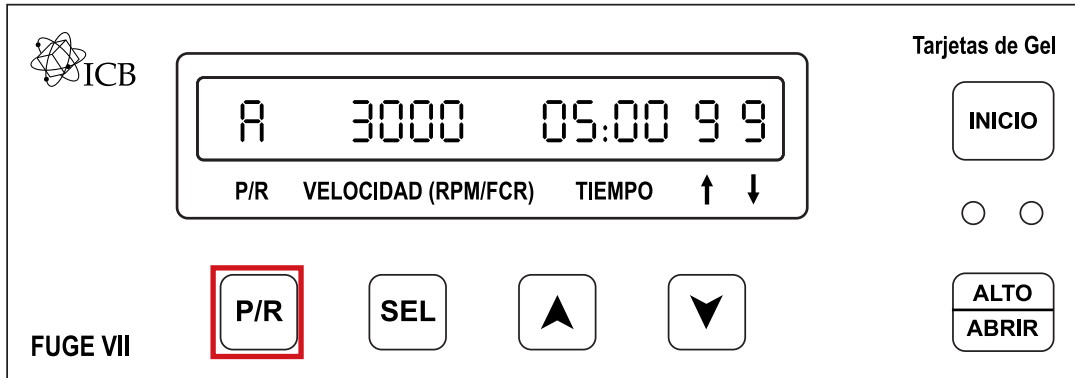 ICB
Tarjetas de Gel
A 3000 05:00 9 9
P/R VELOCIDAD (RPM/FCR) TIEMPO ↑ ↓
INICIO
P/R SEL
ALTO
ABRIR
FUGE VII